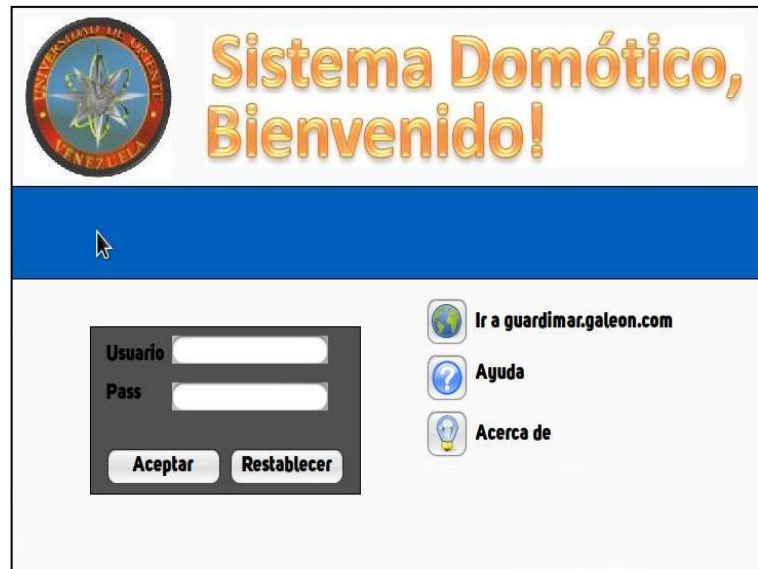 UNIVERSIDAD DE ORIENTE
VENEZUELA
Sistema Domótico,
Bienvenido!
Ir a guardimar.galeon.com
Usuario
Ayuda
Pass
Acerca de
Aceptar
Restablecer